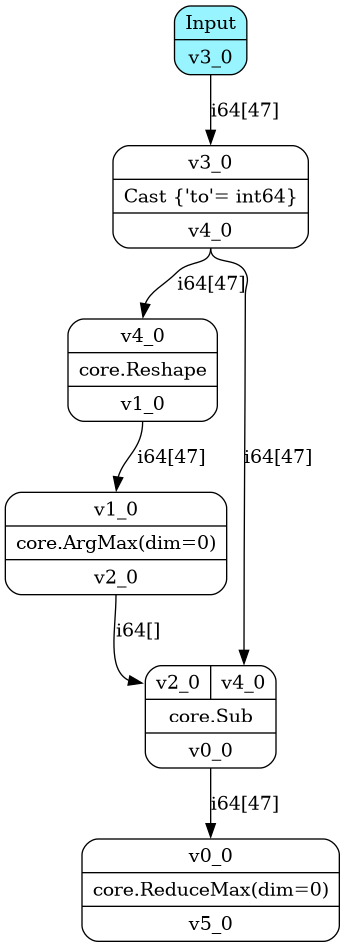 Input
v3_0
i64[47]
v3_0
Cast {'to'= int64}
v4_0
i64[47]
v4_0
core.Reshape
v1_0
i64[47]
i64[47]
v1_0
core.ArgMax(dim=0)
v2_0
i64[]
v2_0 v4_0
core.Sub
v0_0
i64[47]
v0_0
core.ReduceMax(dim=0)
v5_0